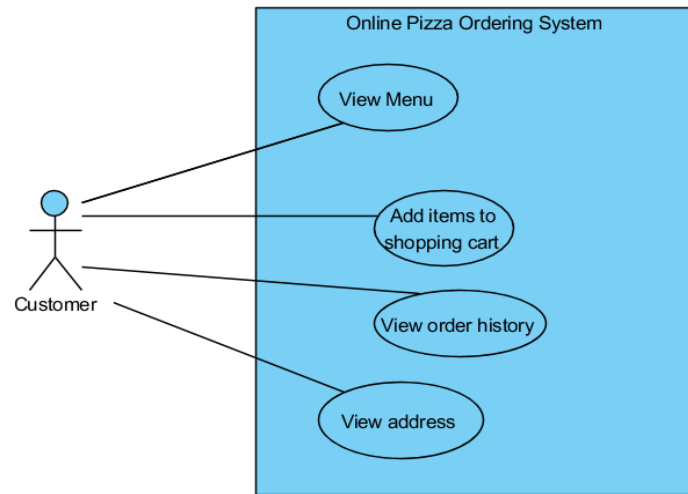 Online Pizza Ordering System
View Menu
Add items to
shopping cart
Customer
View order history
View address